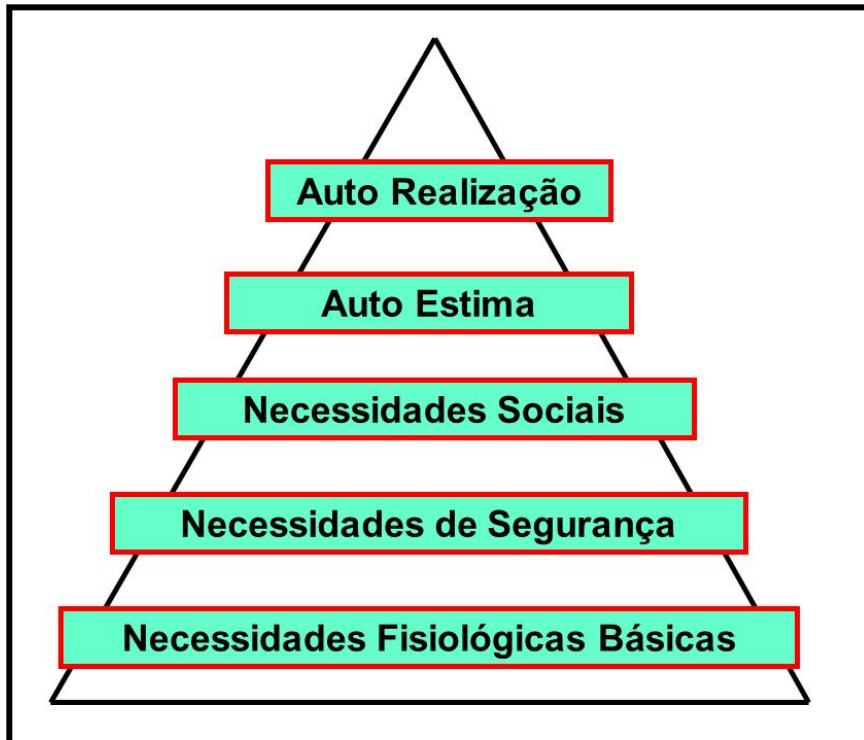 Auto Realização
Auto Estima
Necessidades Sociais
Necessidades de Segurança
Necessidades Fisiológicas Básicas